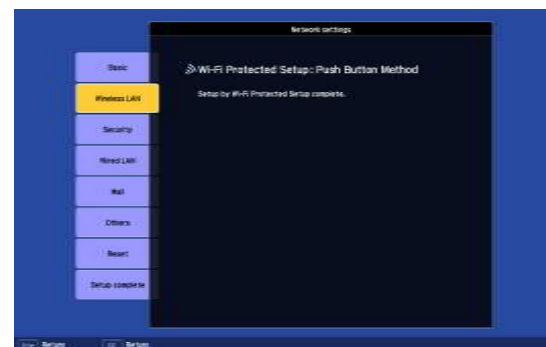 Network settings
Basic
Wireless LAN
Security
Wired LAN
Mail
Others
Reset
Setup complete
Wi-Fi Protected Setup: Push Button Method
Setup by Wi-Fi Protected Setup complete.
Return
Return